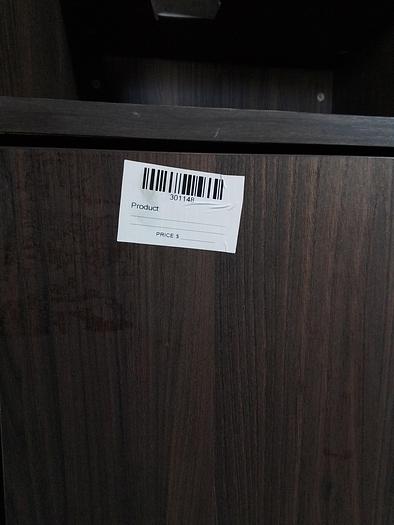 301148
Product
PRICE $